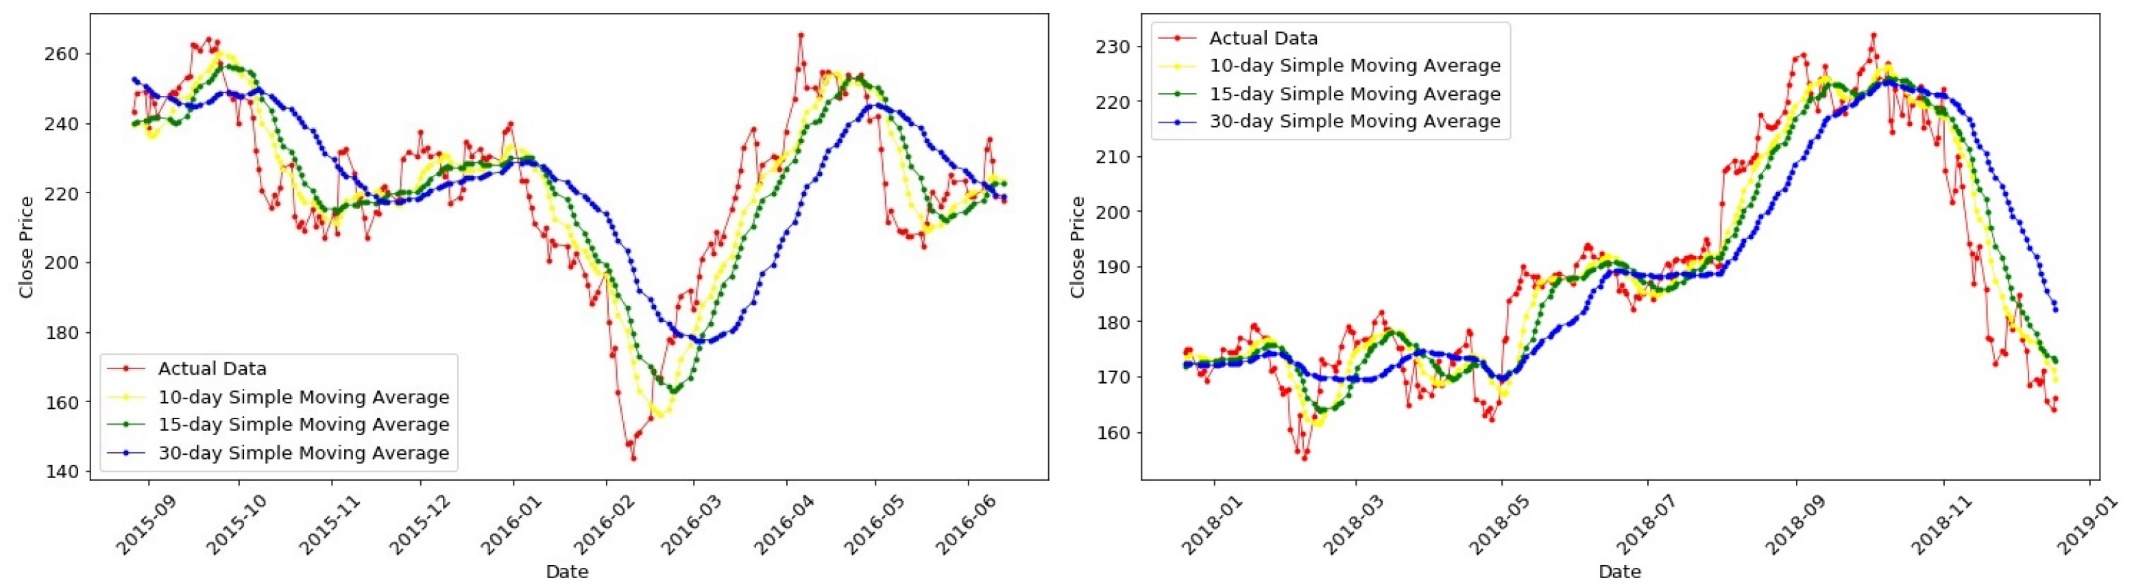 260
240
220
200
180
160
140
Close Price
Actual Data
10-day Simple Moving Average
15-day Simple Moving Average
30-day Simple Moving Average
2015-09
2015-10
2015-11
2015-12
2016-01
2016-02
2016-03
2016-04
2016-05
2016-06
Date
230
220
210
200
190
180
170
160
Close Price
Actual Data
10-day Simple Moving Average
15-day Simple Moving Average
30-day Simple Moving Average
2018-01
2018-03
2018-05
2018-07
2018-09
2018-11
2019-01
Date